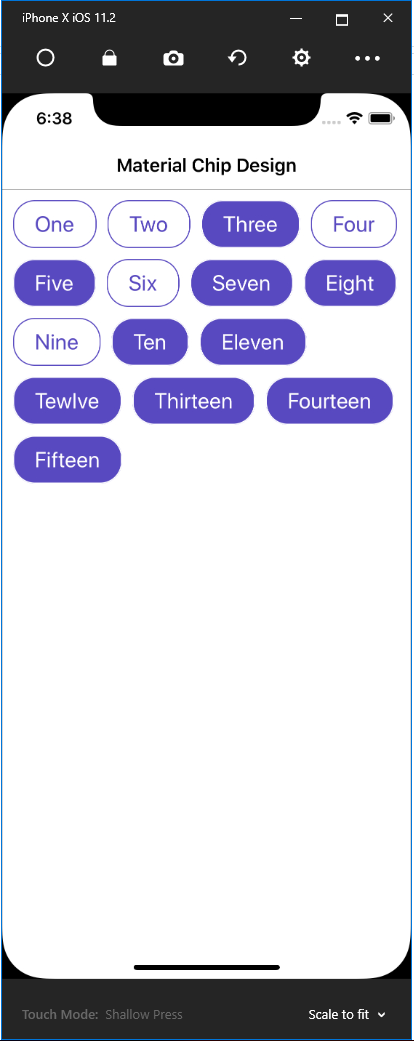 iPhone X iOS 11.2
6:38
Material Chip Design
One Two Three Four
Five Six Seven Eight
Nine Ten Eleven
Tewlve Thirteen Fourteen
Fifteen
Touch Mode: Shallow Press Scale to fit